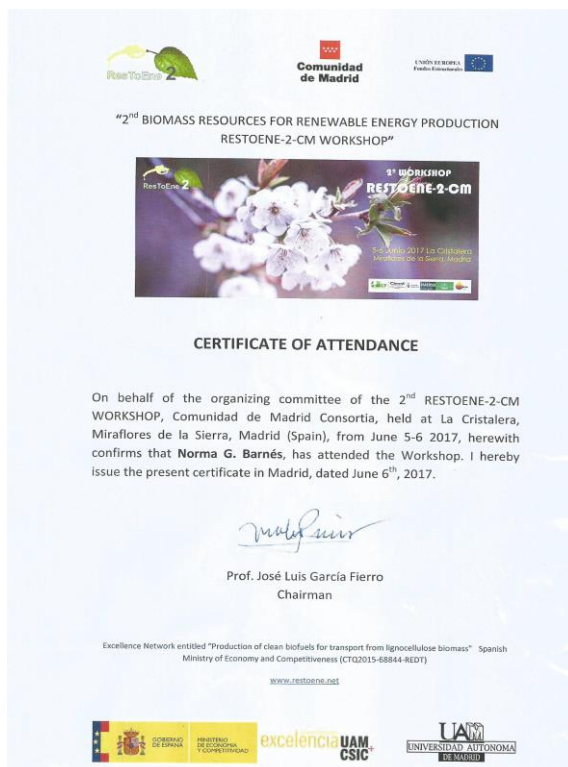 ResToEne 2
Comunidad
de Madrid
UNIÓN EUROPEA
Fondos Estructurales
"2nd BIOMASS RESOURCES FOR RENEWABLE ENERGY PRODUCTION
RESTOENE-2-CM WORKSHOP"
ResToEne 2
2º WORKSHOP
RESTOENE-2-CM
5-6 Junio 2017 La Cristalera
Miraflores de la Sierra, Madrid
CERTIFICATE OF ATTENDANCE
On behalf of the organizing committee of the 2nd RESTOENE-2-CM
WORKSHOP, Comunidad de Madrid Consortia, held at La Cristalera,
Miraflores de la Sierra, Madrid (Spain), from June 5-6 2017, herewith
confirms that Norma G. Barnés, has attended the Workshop. I hereby
issue the present certificate in Madrid, dated June 6th, 2017.
Prof. José Luis García Fierro
Chairman
Excellence Network entitled "Production of clean biofuels for transport from lignocellulose biomass" Spanish
Ministry of Economy and Competitiveness (CTQ2015-68844-REDT)
www.restoene.net
GOBIERNO
DE ESPAÑA
MINISTERIO
DE ECONOMÍA
Y COMPETITIVIDAD
excelencia UAM
CSIC+
UAM
UNIVERSIDAD AUTONOMA
DE MADRID